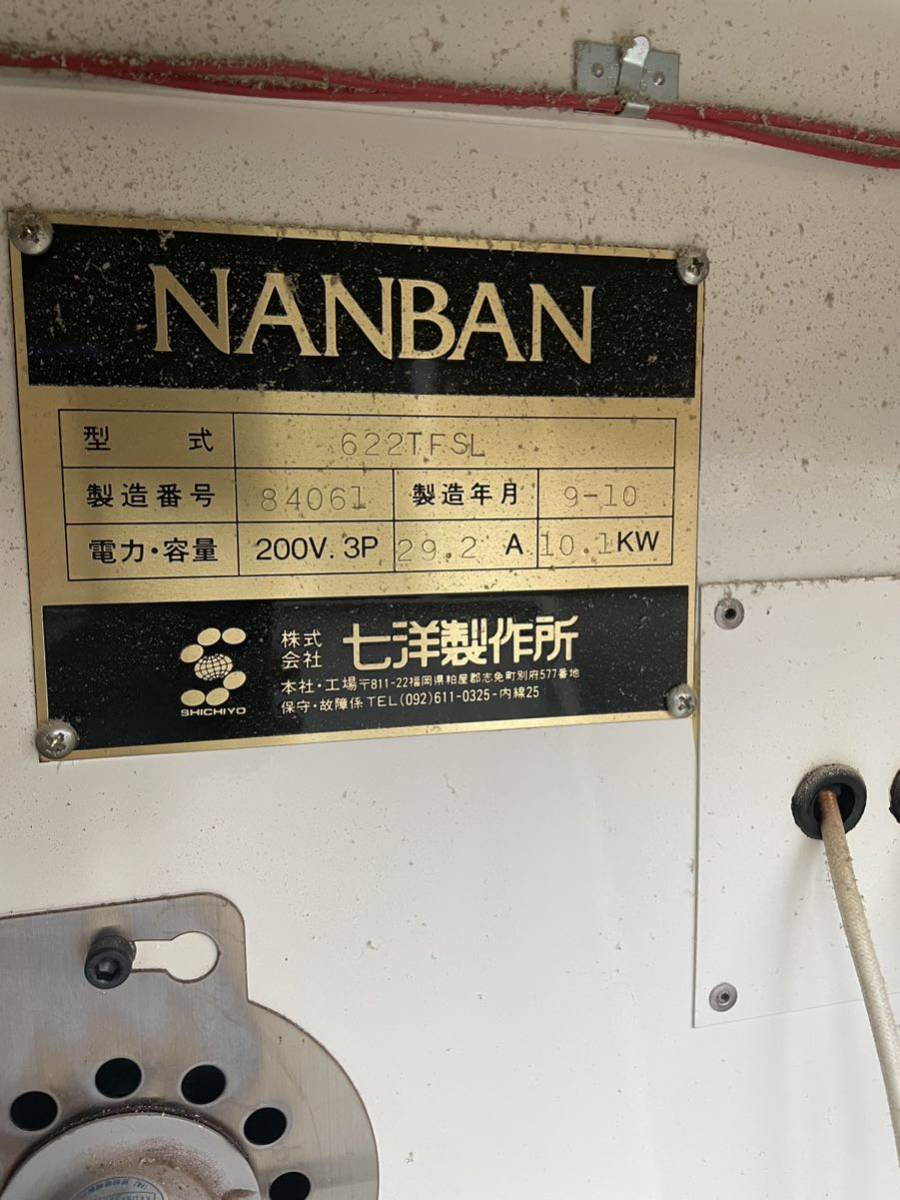 NANBAN
型 式 622TFSL
製造番号 84061 製造年月 9-10
電力・容量 200V. 3P 29.2 A 10.1KW
株式会社 七洋製作所
本社・工場〒811-22福岡県粕屋郡志免町別府577番地
保守・故障係TEL(092)611-0325・内線25
SHICHIYO